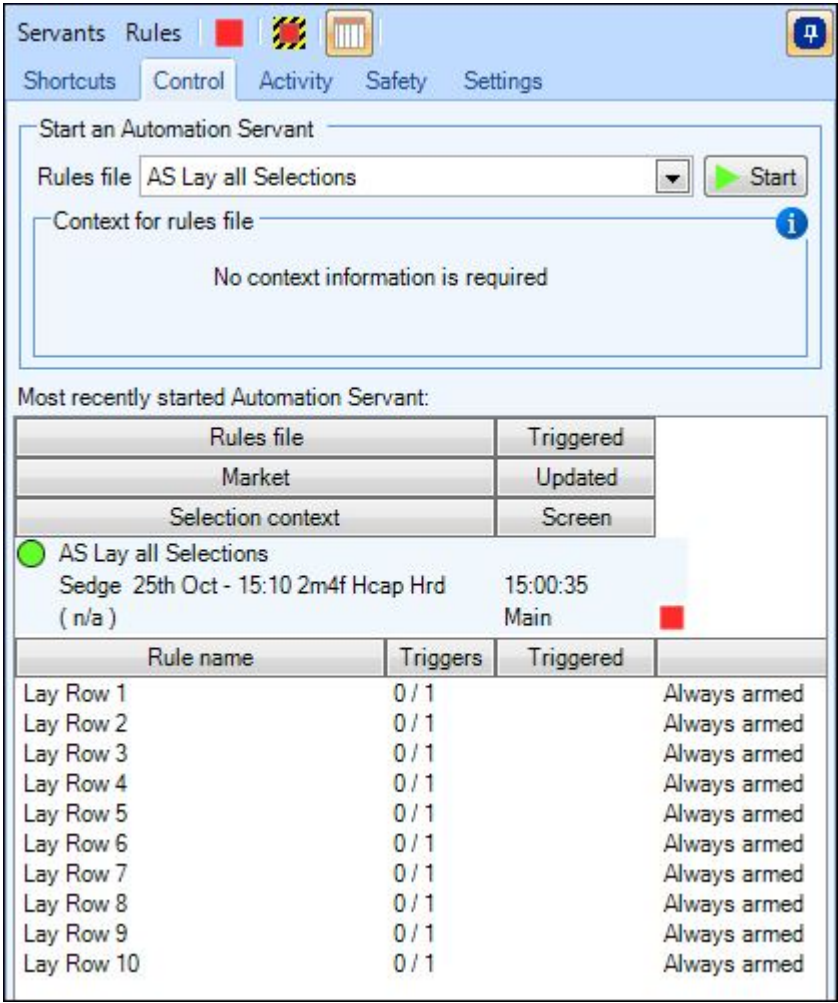 Servants Rules
Shortcuts Control Activity Safety Settings
Start an Automation Servant
Rules file AS Lay all Selections Start
Context for rules file i
No context information is required
Most recently started Automation Servant:
Rules file Triggered
Market Updated
Selection context Screen
AS Lay all Selections
Sedge 25th Oct - 15:10 2m4f Hcap Hrd 15:00:35
( n/a ) Main
Rule name Triggers Triggered
Lay Row 1 0 / 1 Always armed
Lay Row 2 0 / 1 Always armed
Lay Row 3 0 / 1 Always armed
Lay Row 4 0 / 1 Always armed
Lay Row 5 0 / 1 Always armed
Lay Row 6 0 / 1 Always armed
Lay Row 7 0 / 1 Always armed
Lay Row 8 0 / 1 Always armed
Lay Row 9 0 / 1 Always armed
Lay Row 10 0 / 1 Always armed